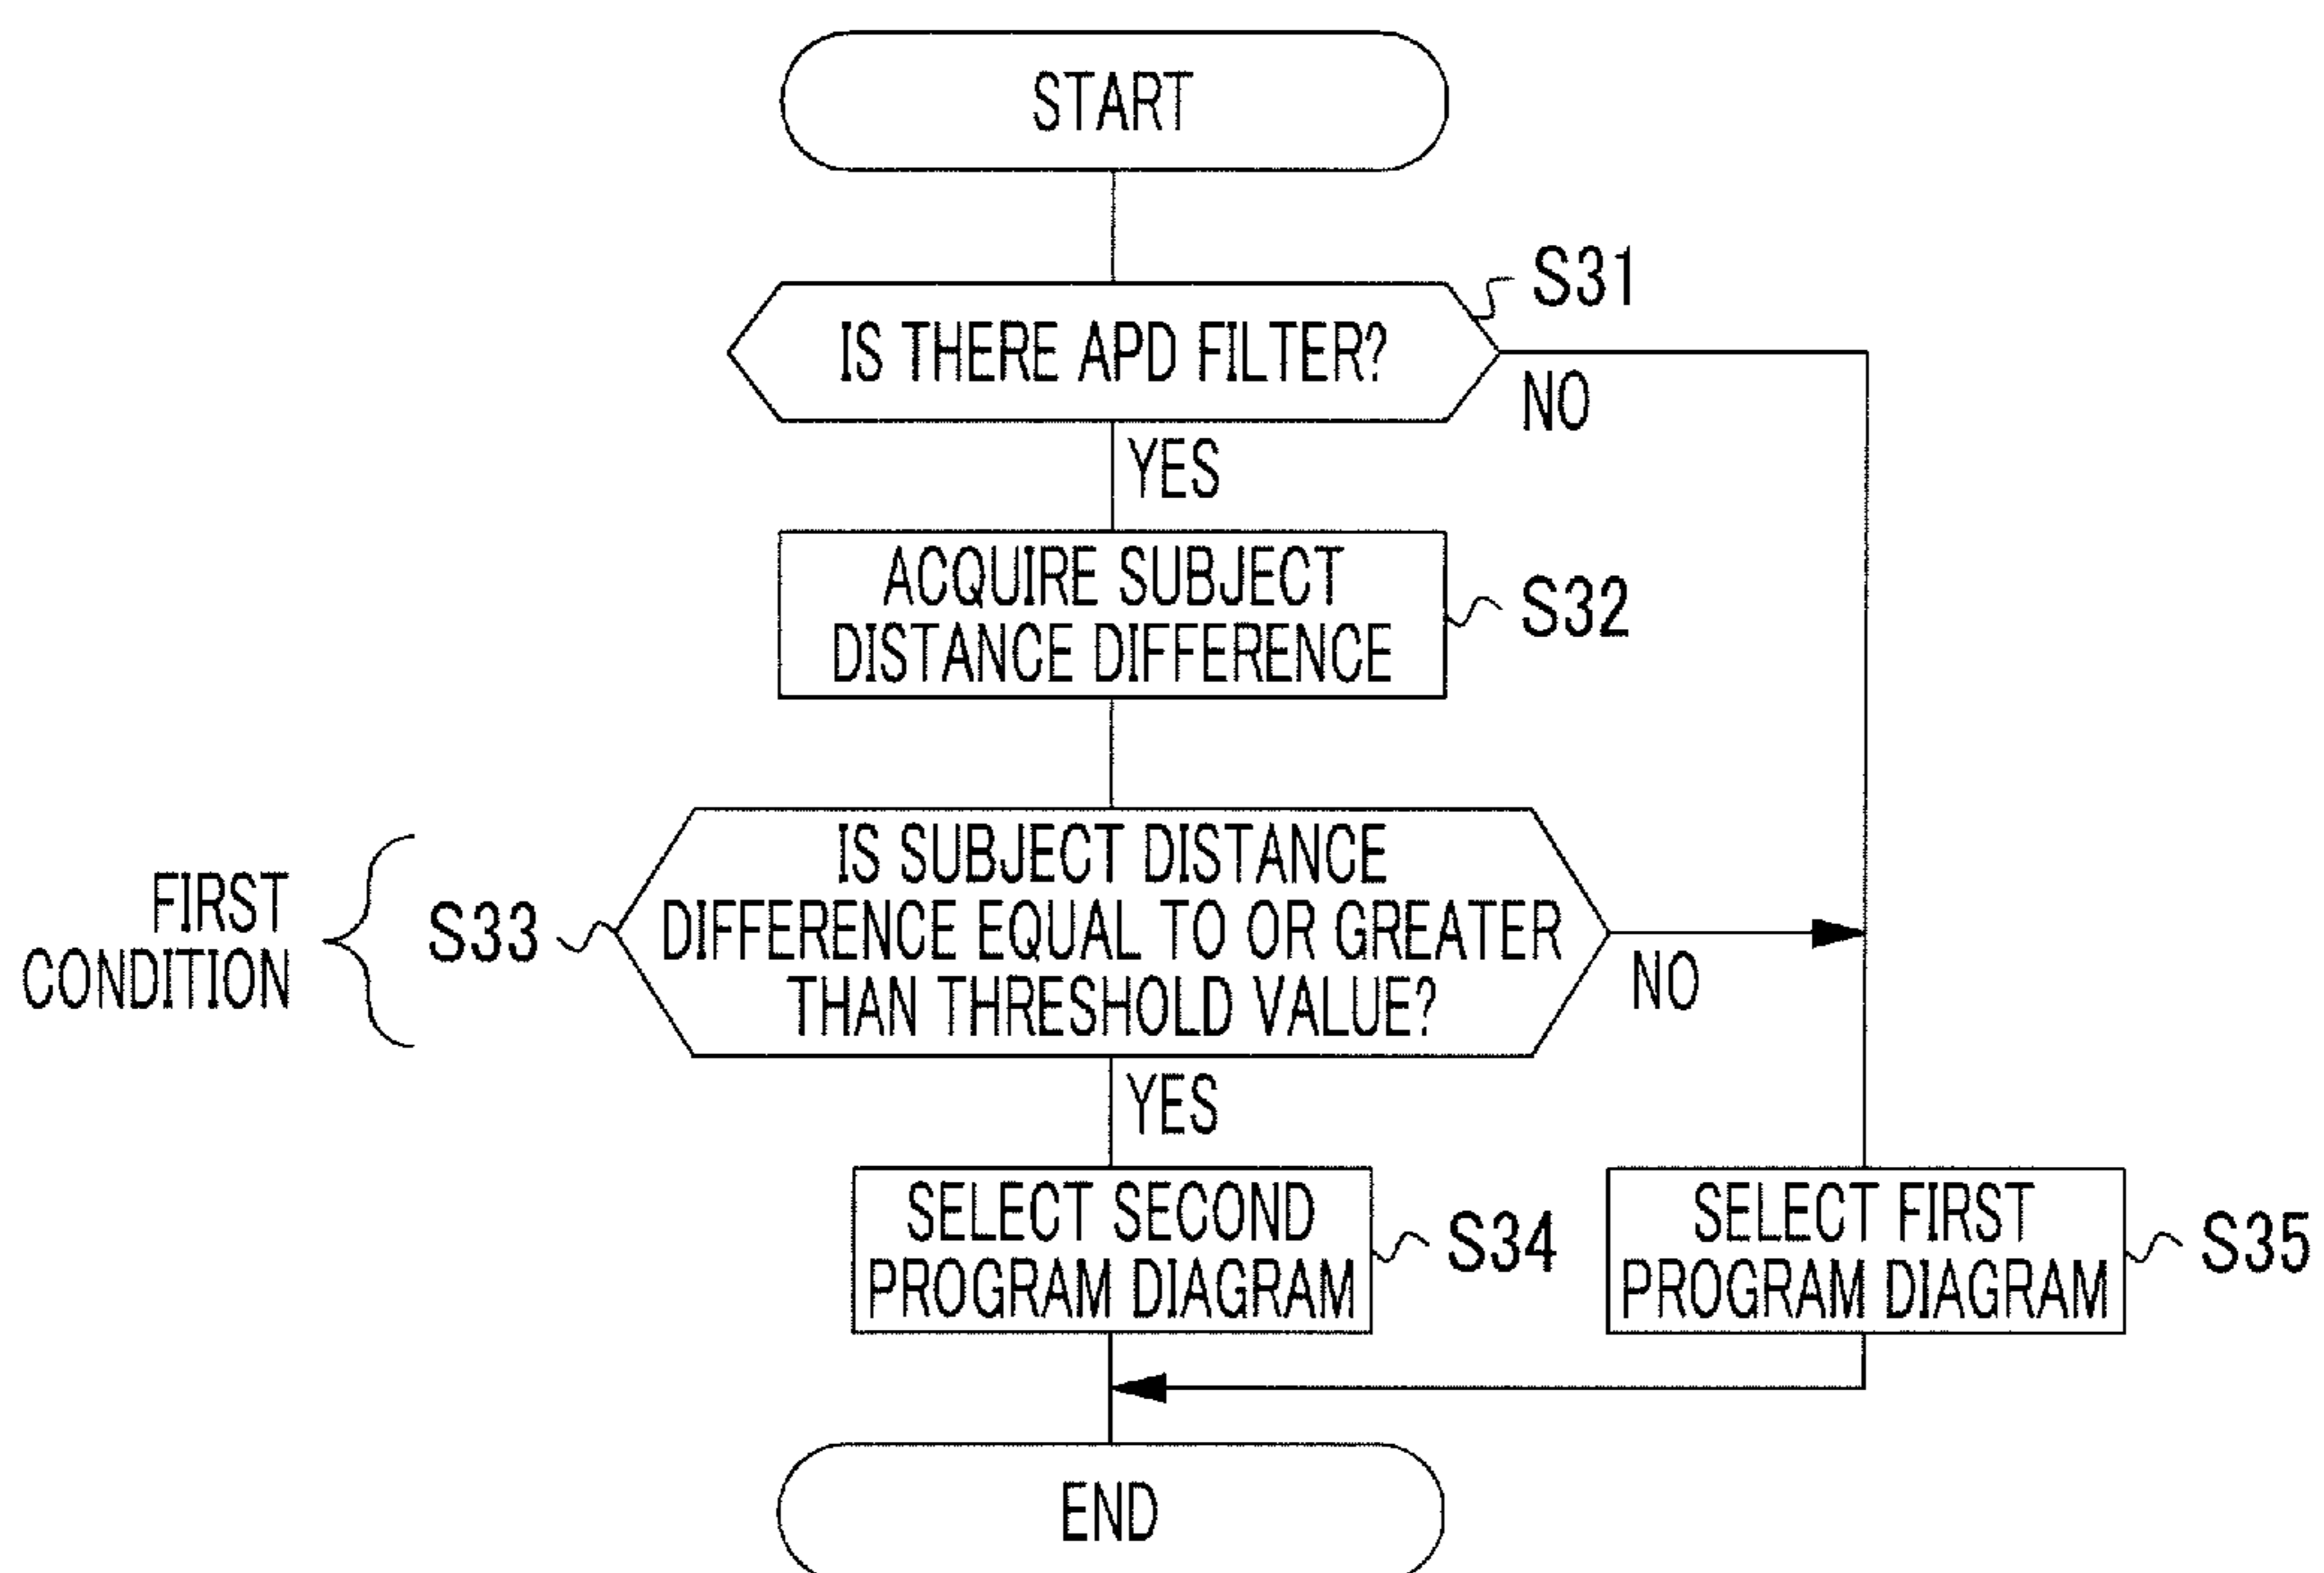 START
IS THERE APD FILTER?
S31
NO
YES
ACQUIRE SUBJECT
DISTANCE DIFFERENCE
S32
FIRST
CONDITION
S33
IS SUBJECT DISTANCE
DIFFERENCE EQUAL TO OR GREATER
THAN THRESHOLD VALUE?
NO
YES
SELECT SECOND
PROGRAM DIAGRAM
S34
SELECT FIRST
PROGRAM DIAGRAM
S35
END